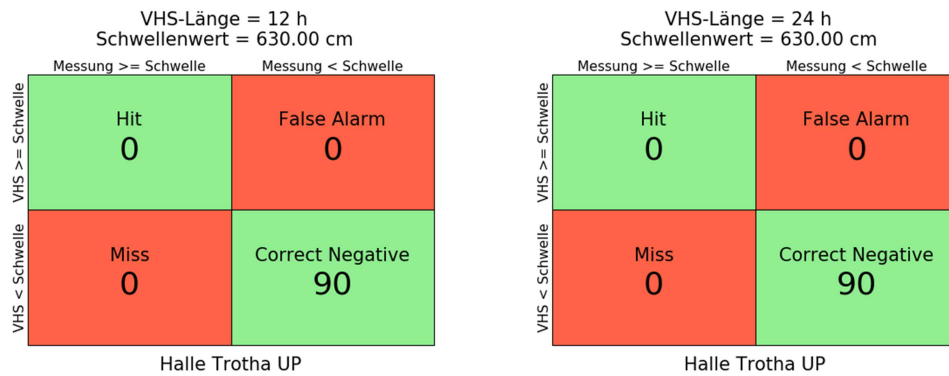 VHS-Länge = 12 h
Schwellenwert = 630.00 cm
Messung >= Schwelle Messung < Schwelle
VHS >= Schwelle
Hit False Alarm
0 0
VHS < Schwelle
Miss Correct Negative
0 90
Halle Trotha UP
VHS-Länge = 24 h
Schwellenwert = 630.00 cm
Messung >= Schwelle Messung < Schwelle
VHS >= Schwelle
Hit False Alarm
0 0
VHS < Schwelle
Miss Correct Negative
0 90
Halle Trotha UP